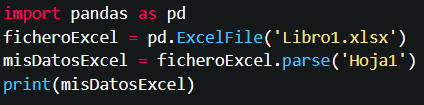 import pandas as pd
ficheroExcel = pd.ExcelFile('Libro1.xlsx')
misDatosExcel = ficheroExcel.parse('Hoja1')
print(misDatosExcel)